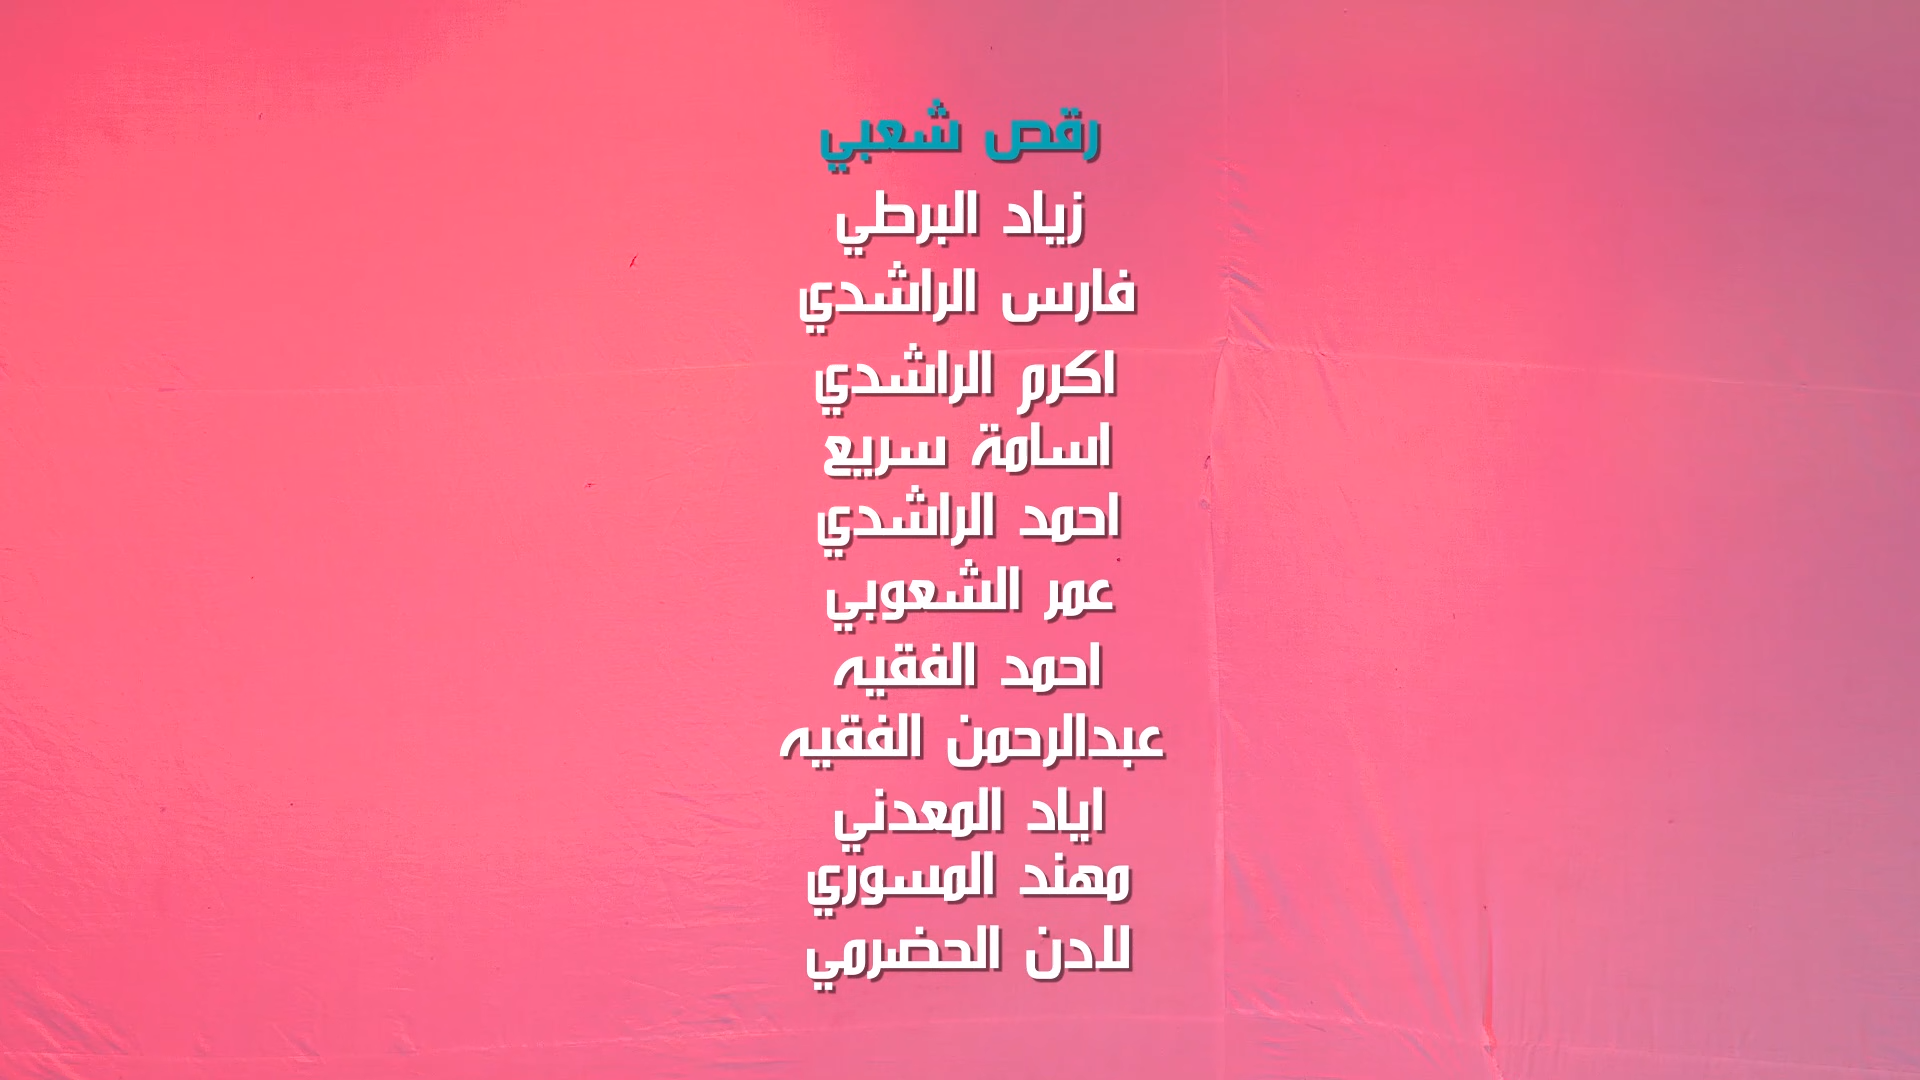 رقص شعبي
زياد البرطي
فارس الراشدي
اكرم الراشدي
اسامة سريع
احمد الراشدي
عمر الشعوبي
احمد الفقيه
عبدالرحمن الفقيه
اياد المعدني
مهند المسوري
لادن الحضرمي